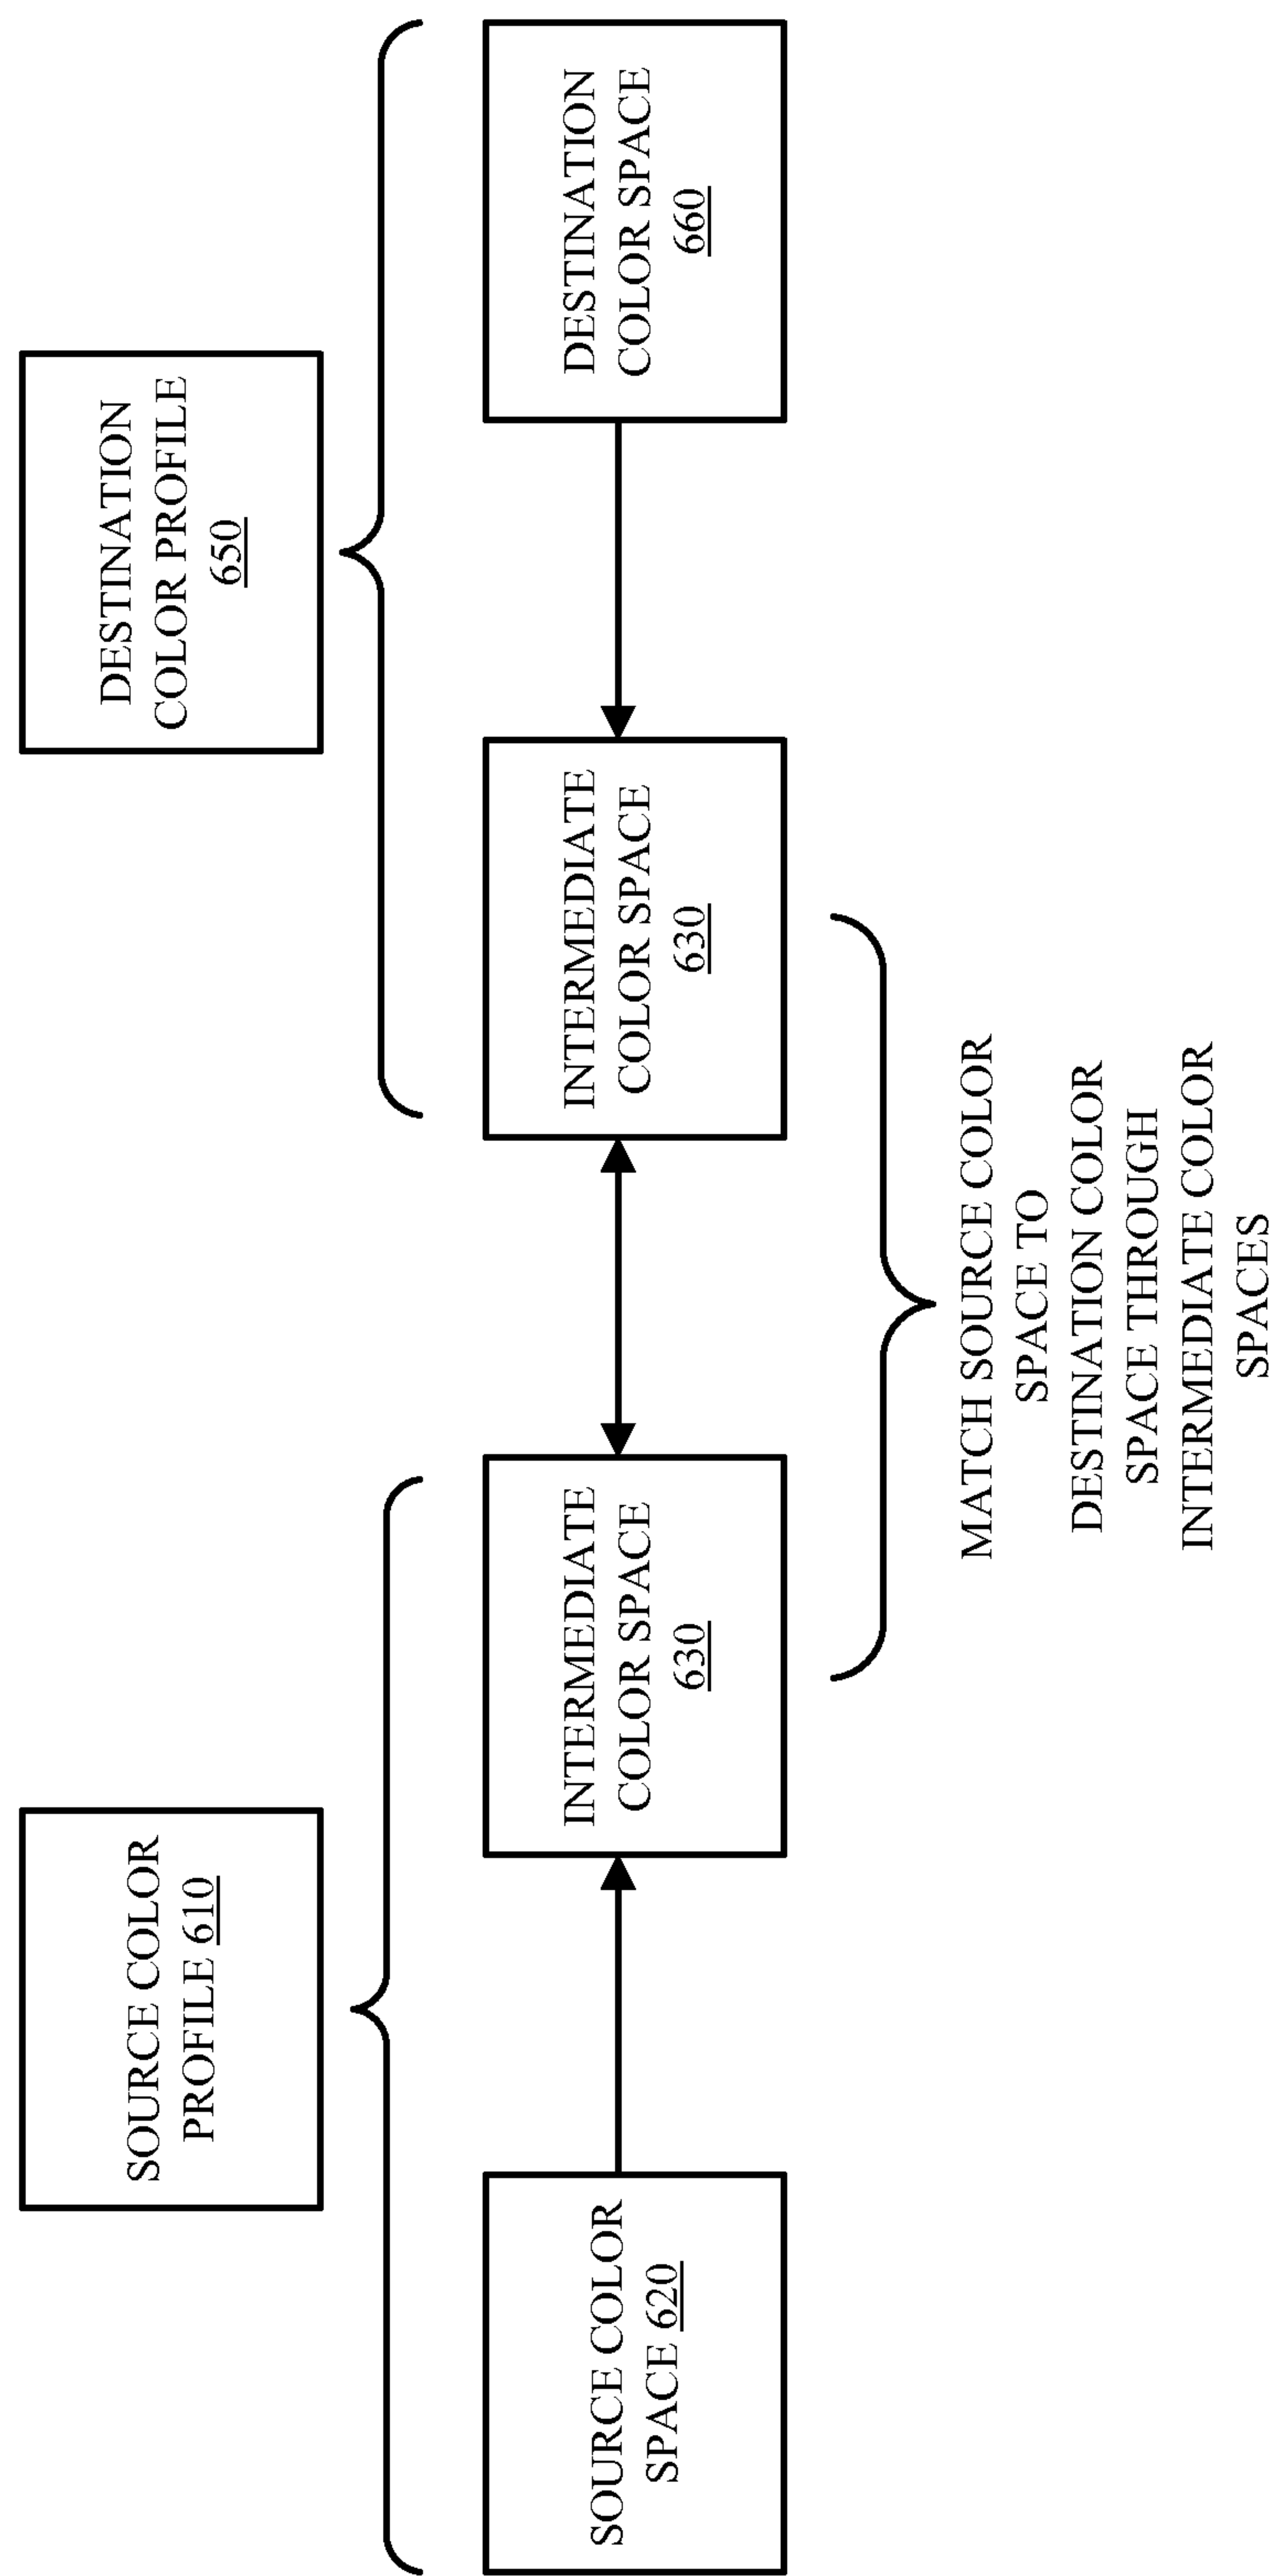 SOURCE COLOR
PROFILE 610
DESTINATION
COLOR PROFILE
650
SOURCE COLOR
SPACE 620
INTERMEDIATE
COLOR SPACE
630
INTERMEDIATE
COLOR SPACE
630
DESTINATION
COLOR SPACE
660
MATCH SOURCE COLOR
SPACE TO
DESTINATION COLOR
SPACE THROUGH
INTERMEDIATE COLOR
SPACES